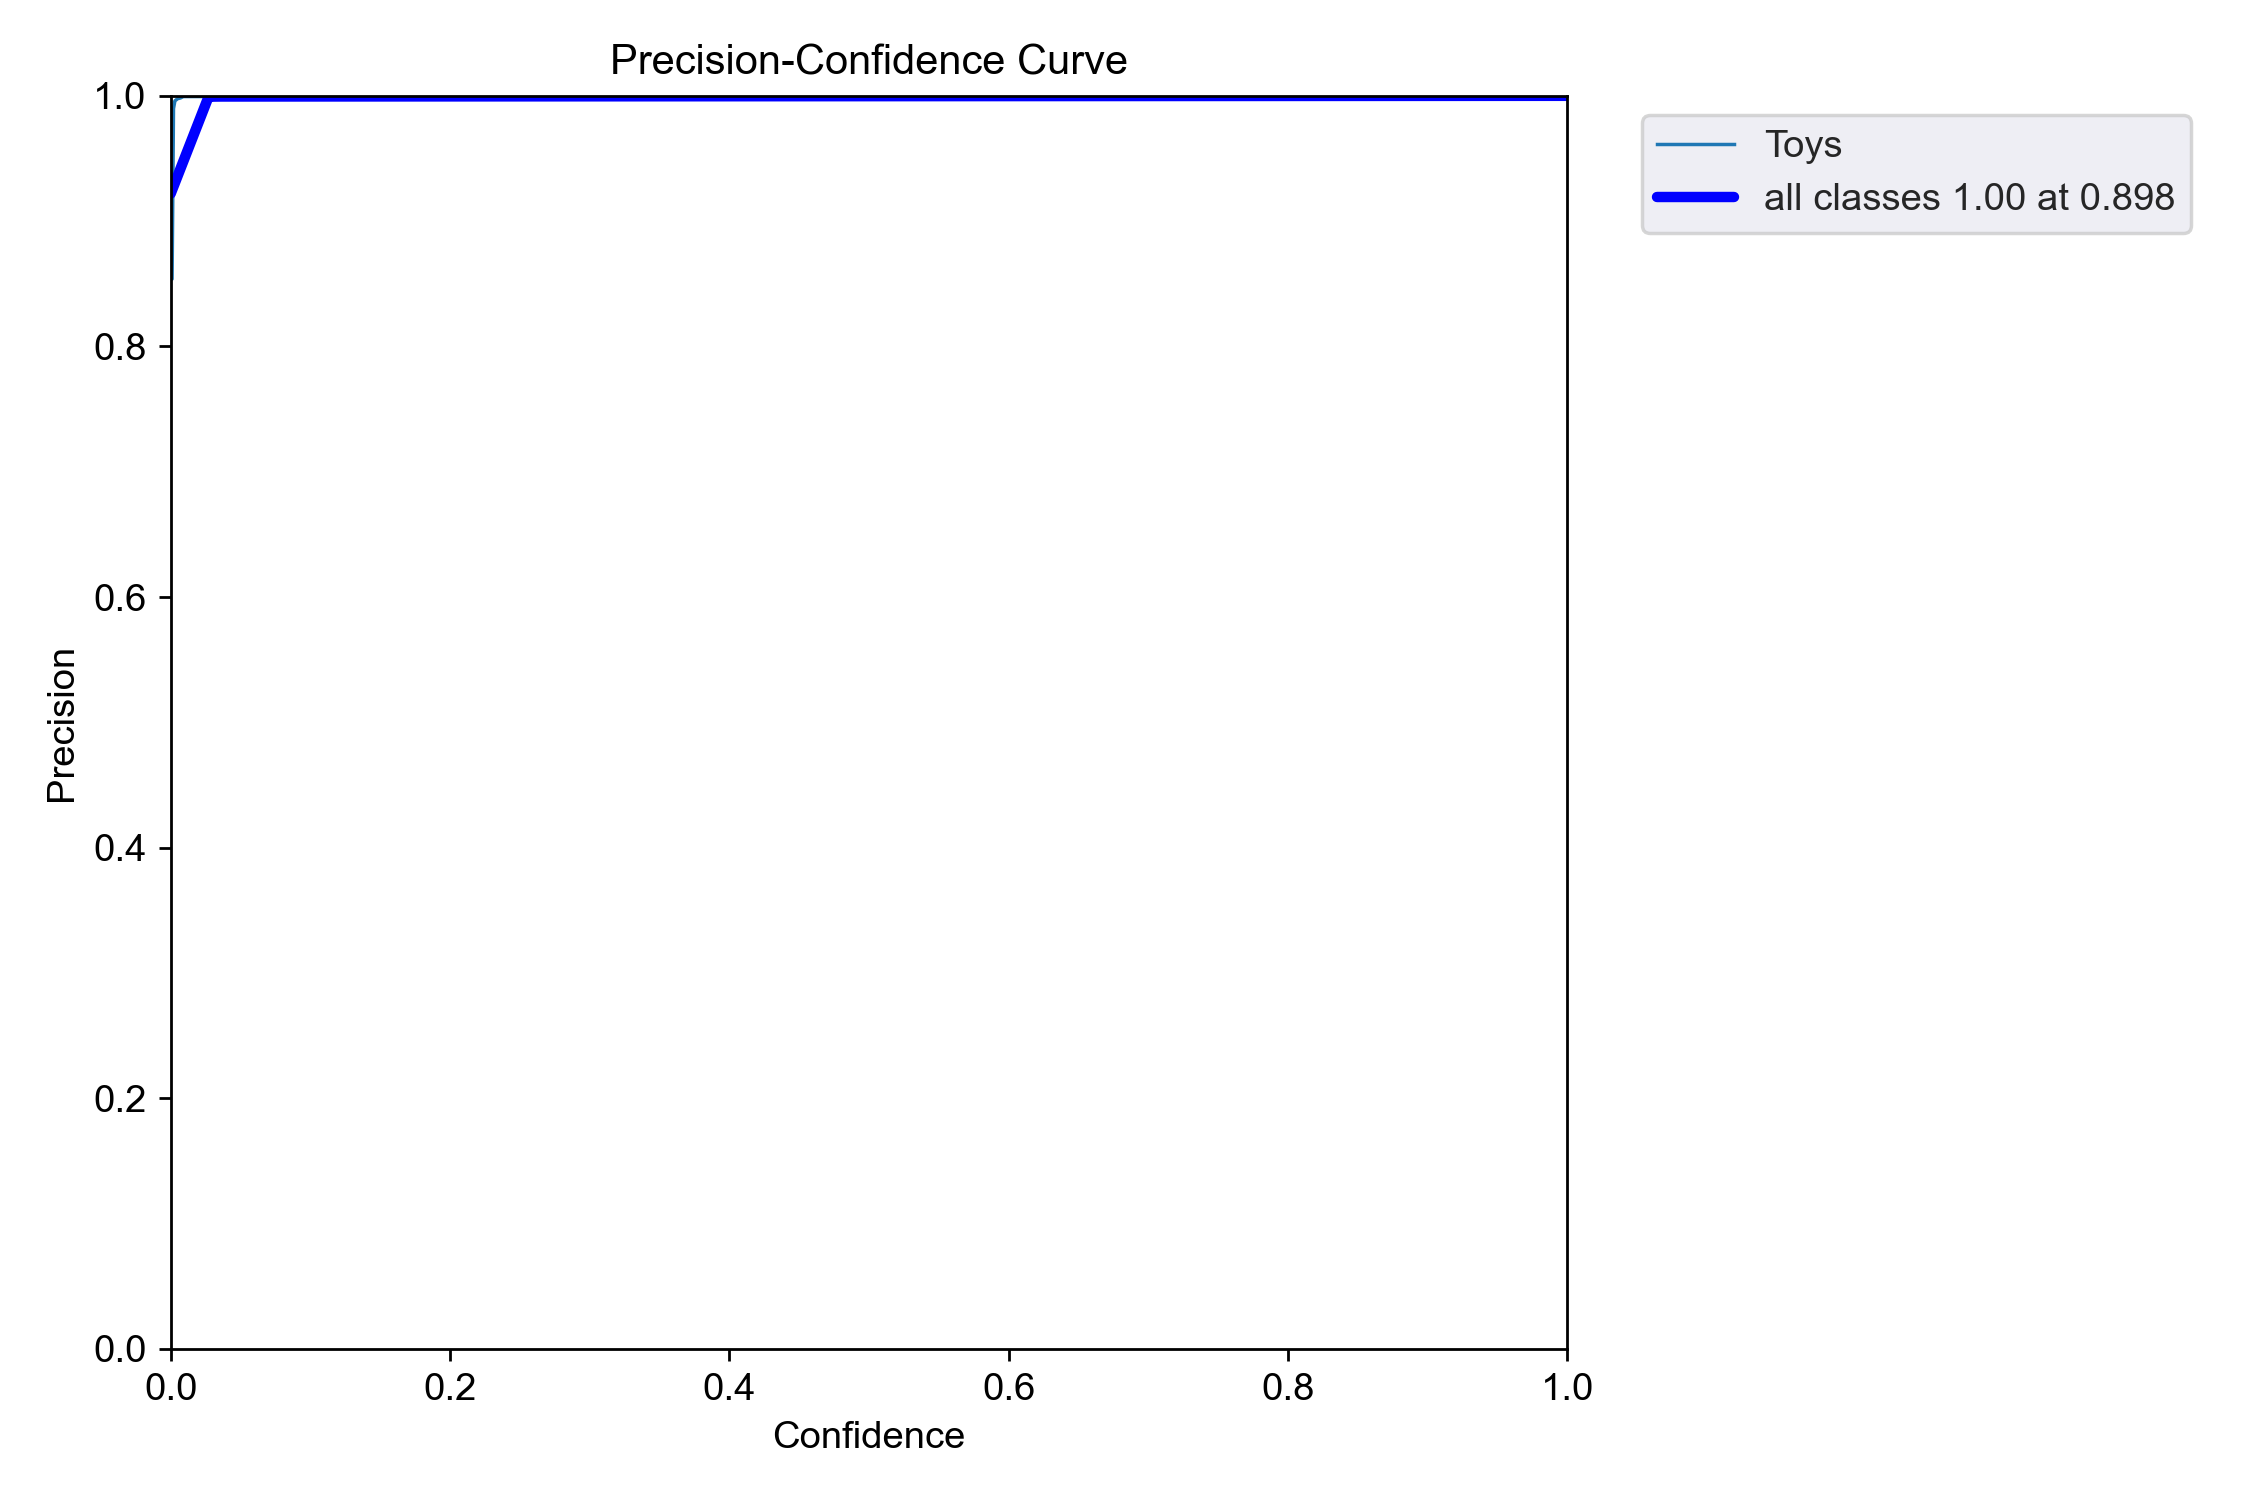 Precision-Confidence Curve
Toys
all classes 1.00 at 0.898
1.0
0.8
0.6
0.4
0.2
0.0
Precision
0.0 0.2 0.4 0.6 0.8 1.0
Confidence